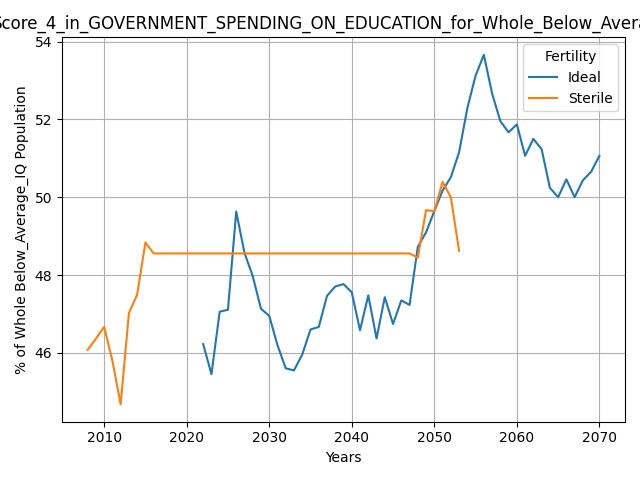 Score_4_in_GOVERNMENT_SPENDING_ON_EDUCATION_for_Whole_Below_Avera
% of Whole Below_Average_IQ Population
54
52
50
48
46
Fertility
Ideal
Sterile
2010 2020 2030 2040 2050 2060 2070
Years